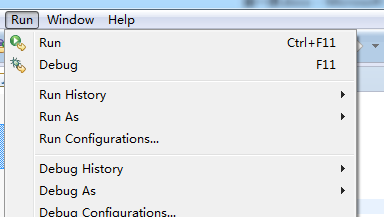 Run Window Help
Run Ctrl+F11
Debug F11
Run History
Run As
Run Configurations...
Debug History
Debug As
Debug Configurations...